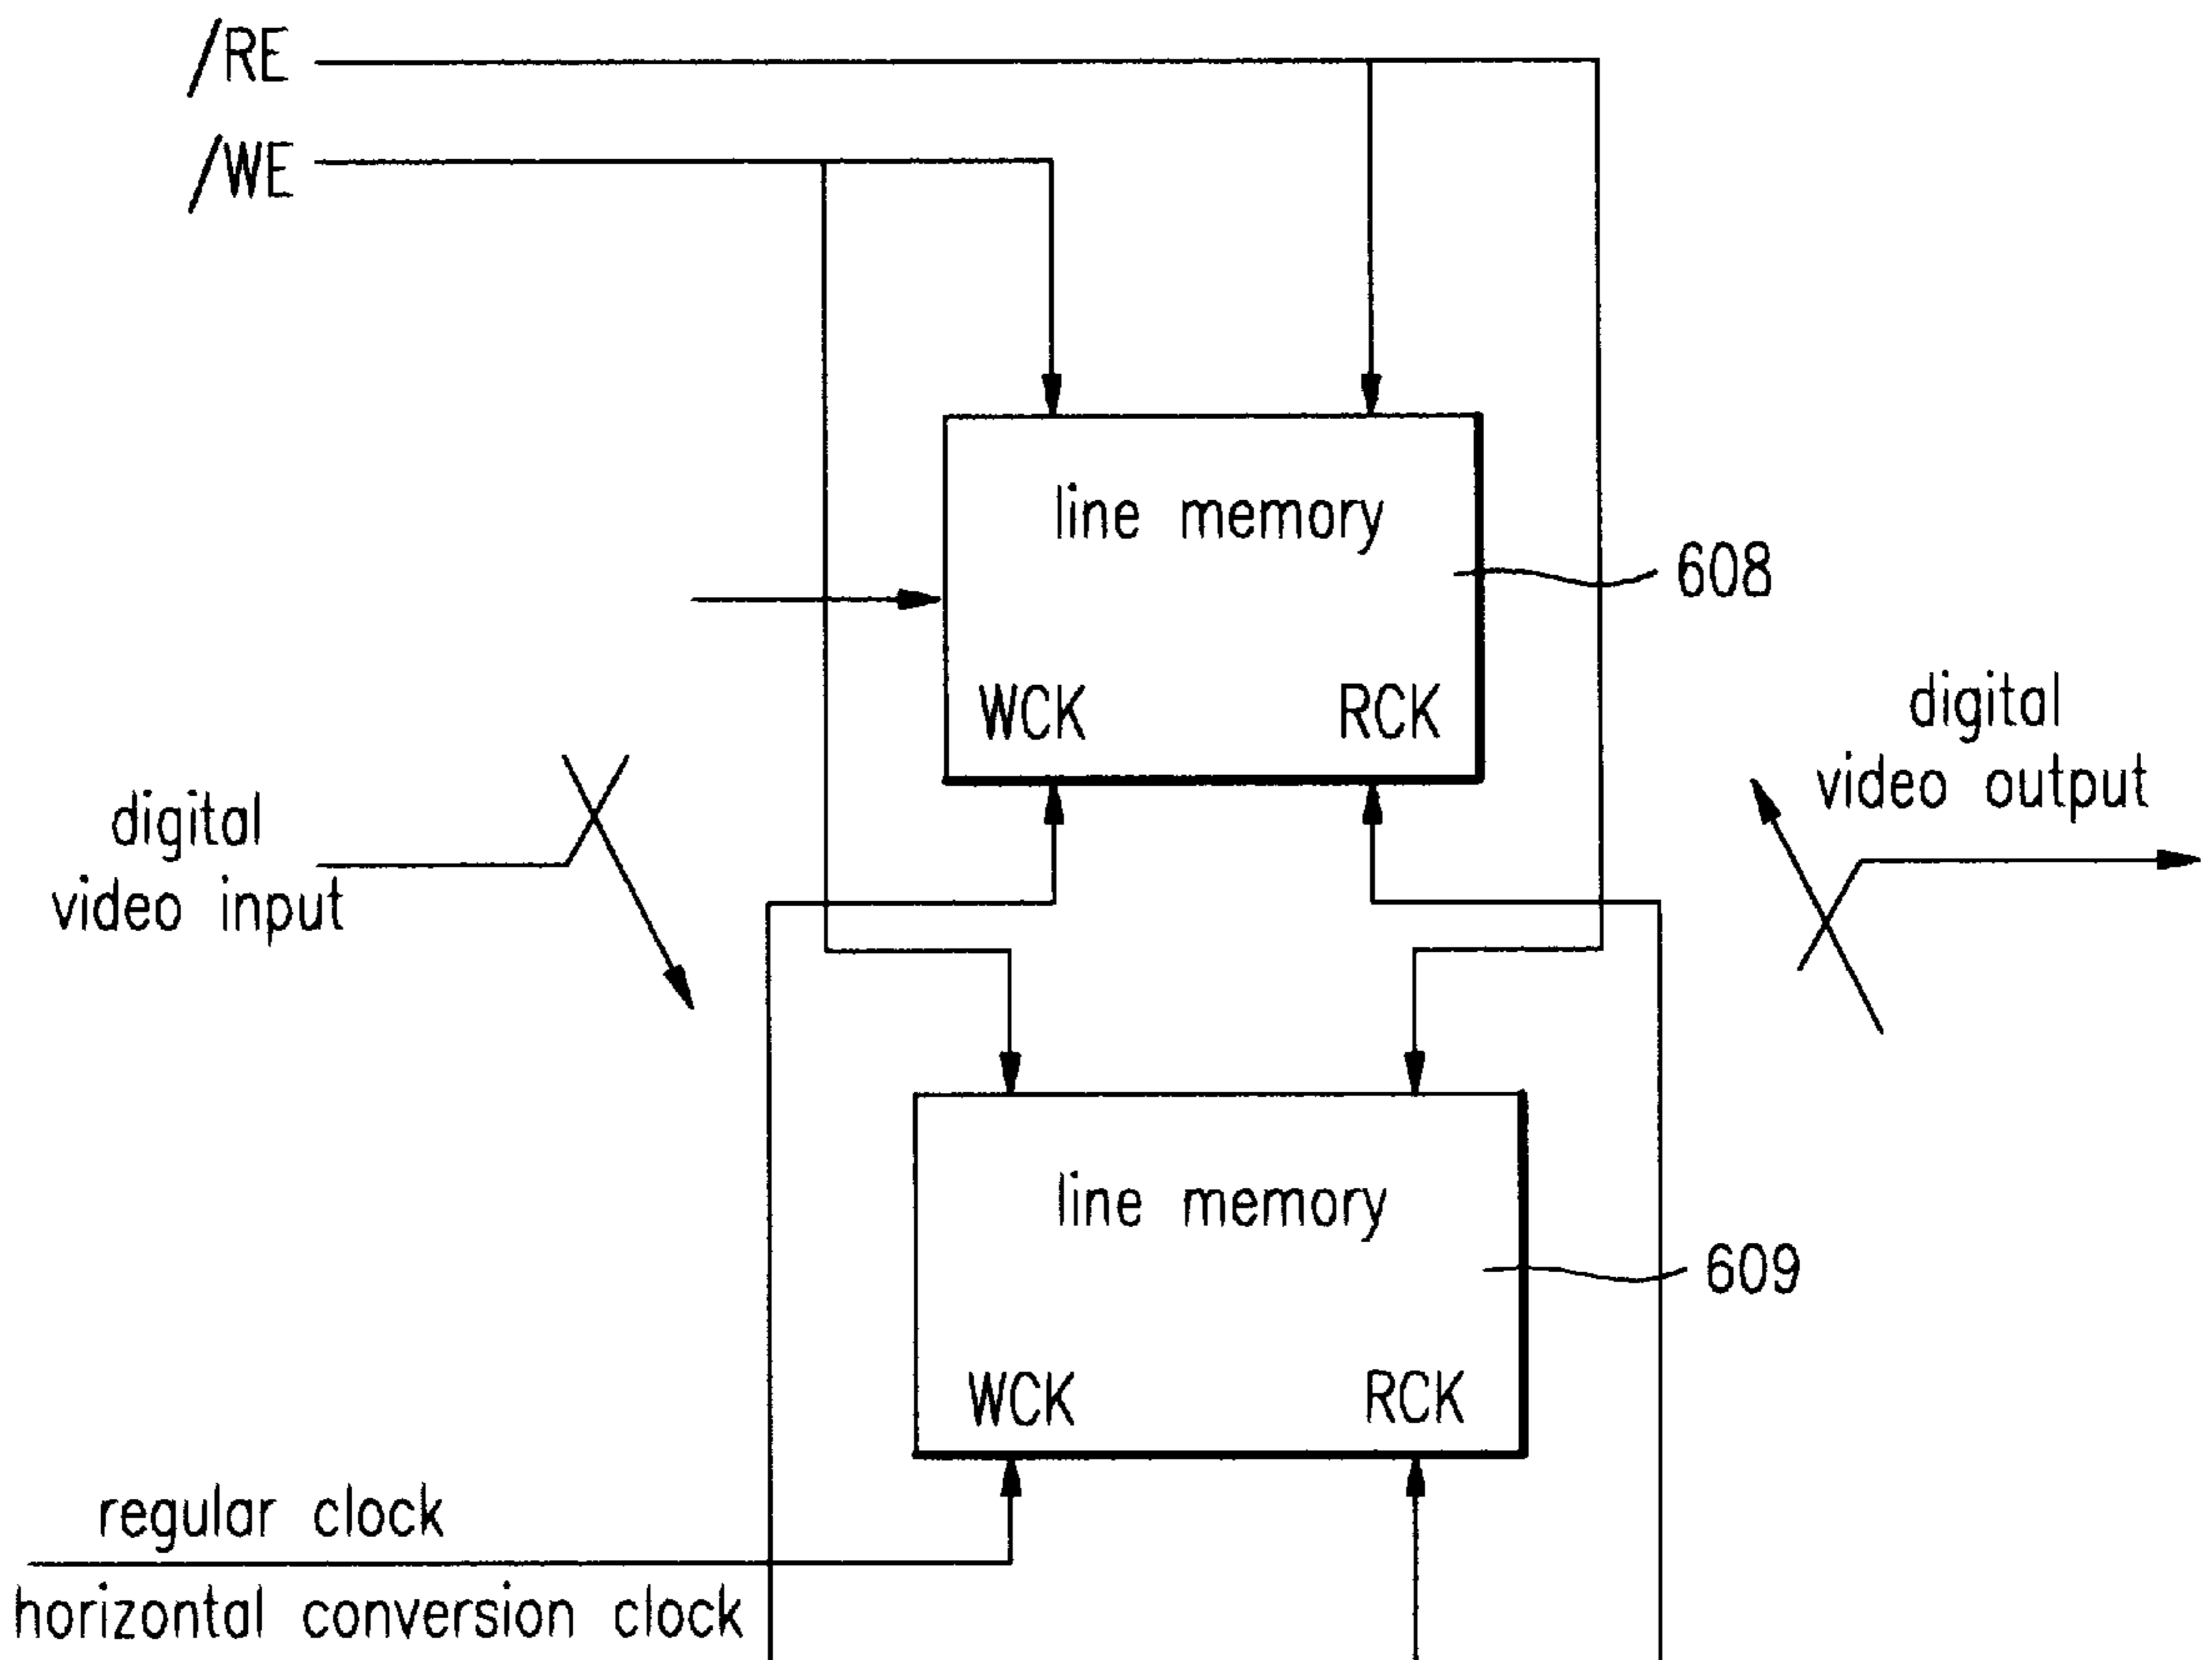 /RE
/WE
line memory
608
WCK RCK
digital
video input
digital
video output
line memory
609
WCK RCK
regular clock
horizontal conversion clock